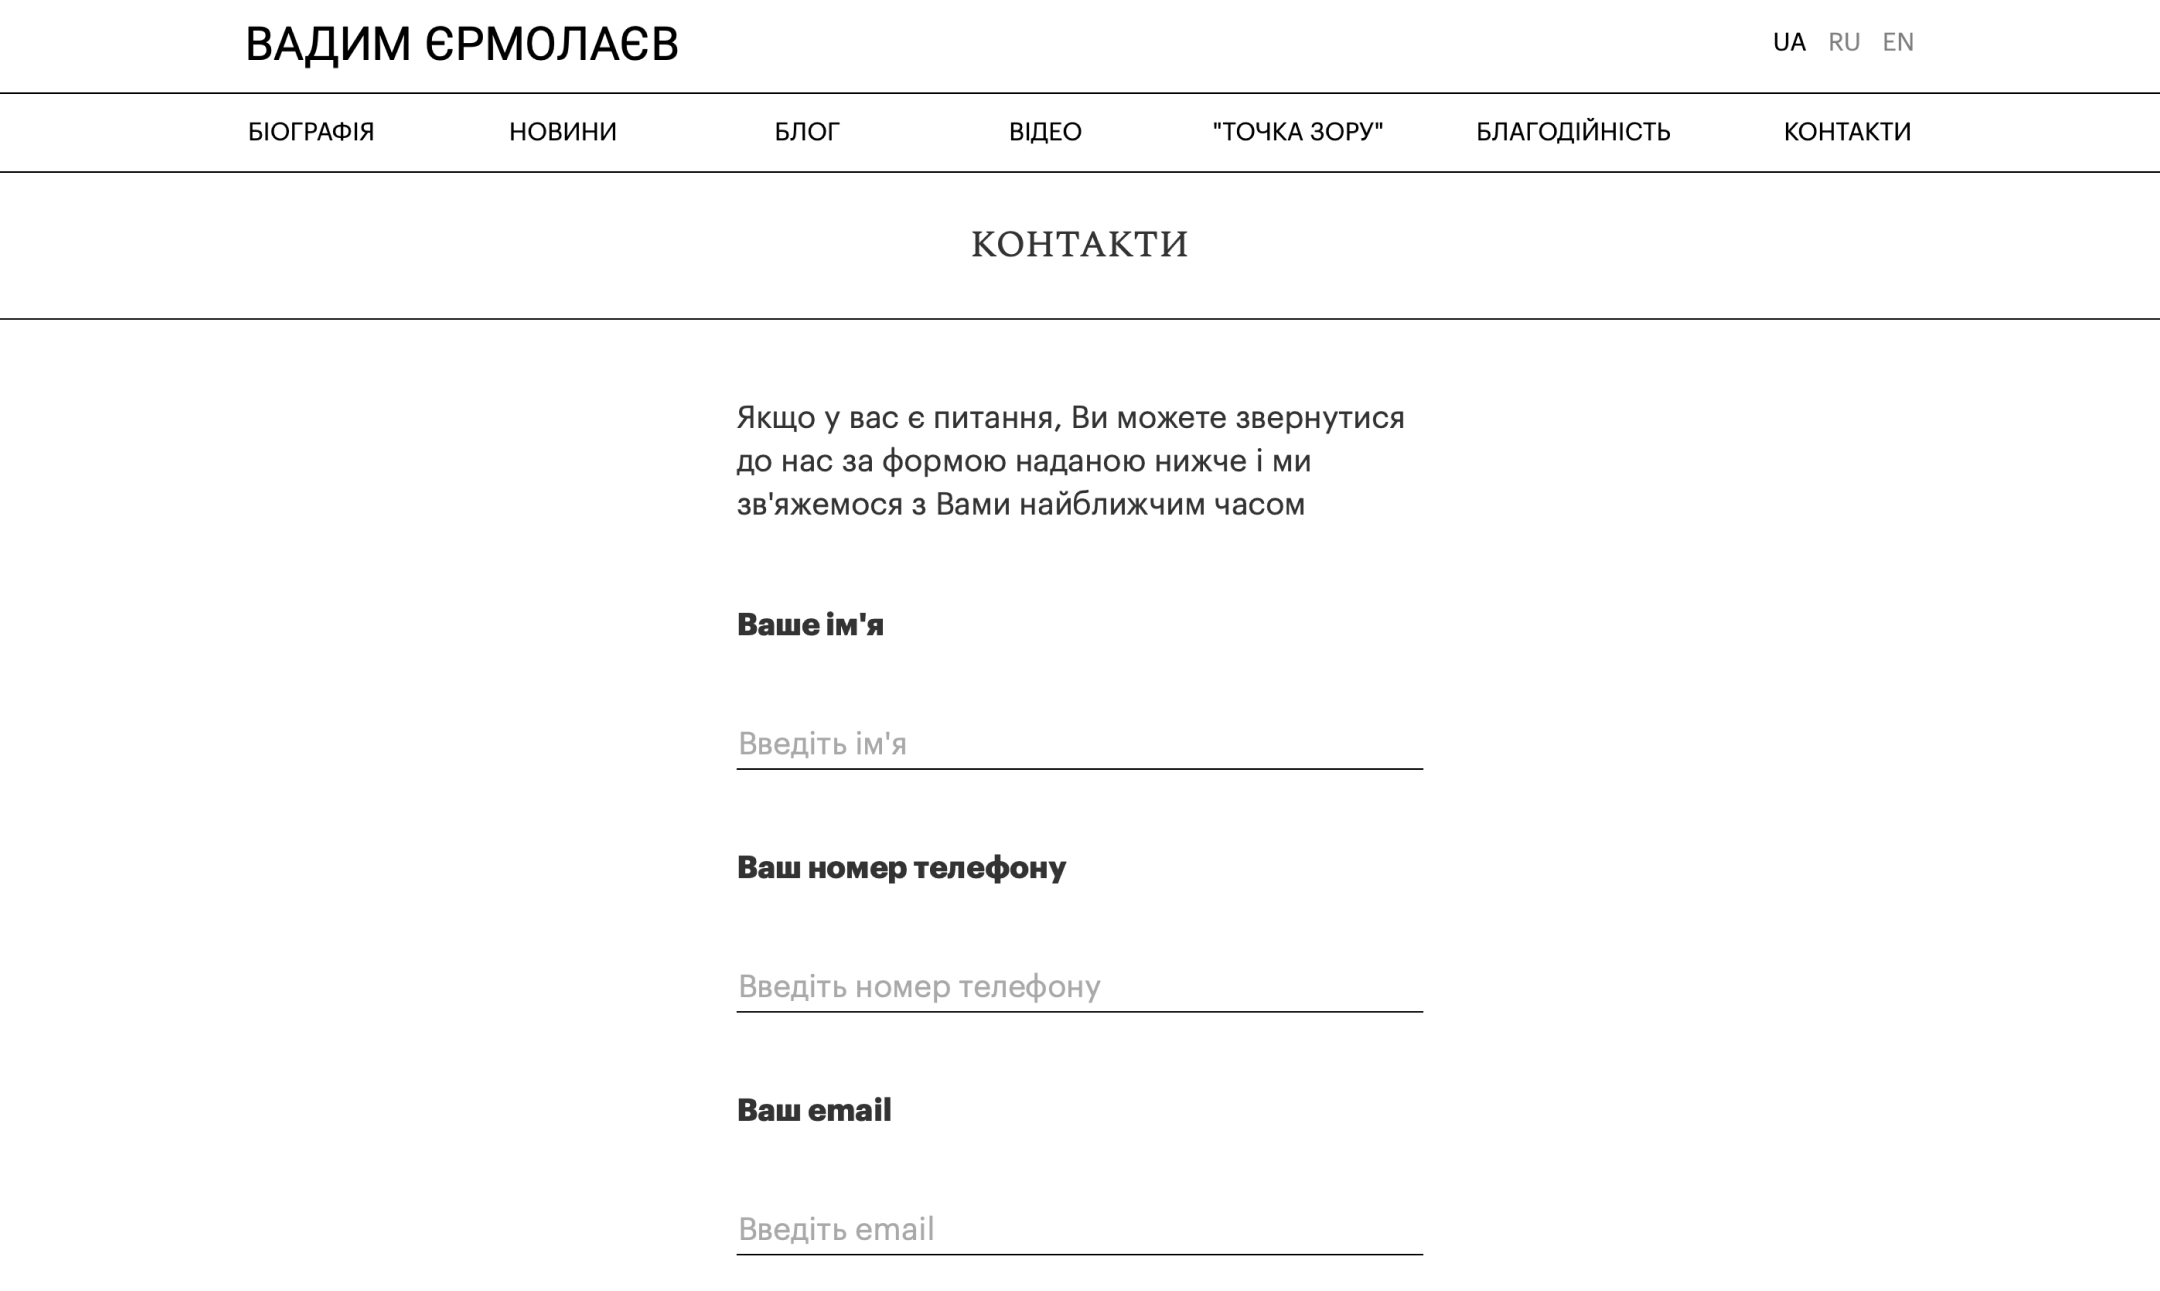 ВАДИМ ЄРМОЛАЄВ
UA RU EN
БІОГРАФІЯ НОВИНИ БЛОГ ВІДЕО "ТОЧКА ЗОРУ" БЛАГОДІЙНІСТЬ КОНТАКТИ
КОНТАКТИ
Якщо у вас є питання, Ви можете звернутися
до нас за формою наданою нижче і ми
зв'яжемося з Вами найближчим часом
Ваше ім'я
Введіть ім'я
Ваш номер телефону
Введіть номер телефону
Ваш email
Введіть email